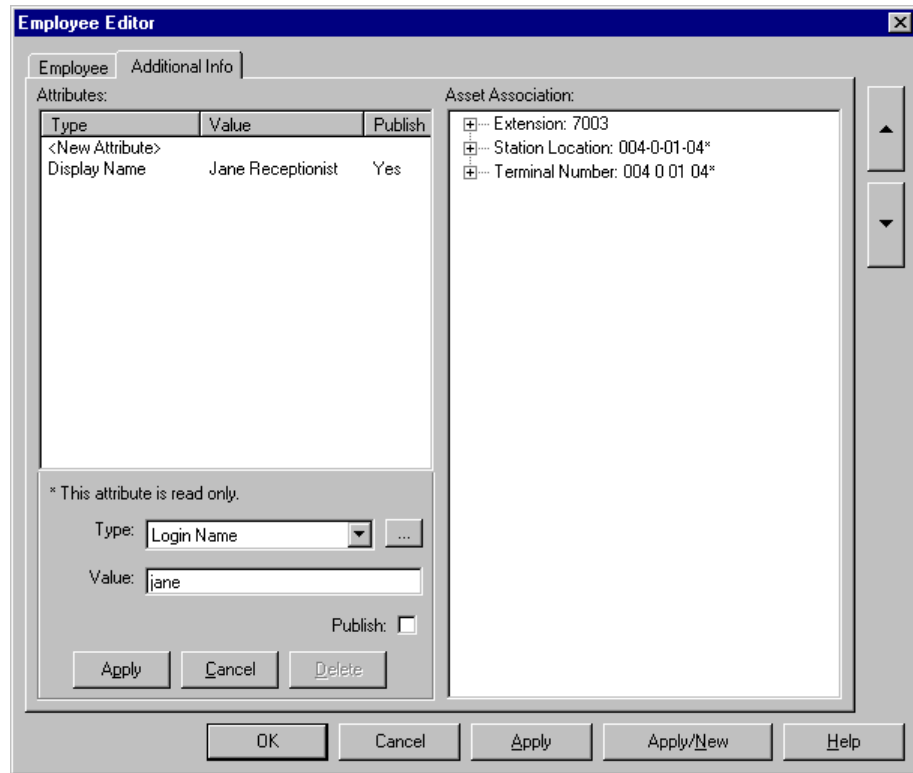 Employee Editor
Employee Additional Info
Attributes:
Type Value Publish
<New Attribute>
Display Name Jane Receptionist Yes
* This attribute is read only.
Type: Login Name ...
Value: jane
Publish:
Apply Cancel Delete
Asset Association:
Extension: 7003
Station Location: 004-0-01-04*
Terminal Number: 004 0 01 04*
OK Cancel Apply Apply/New Help